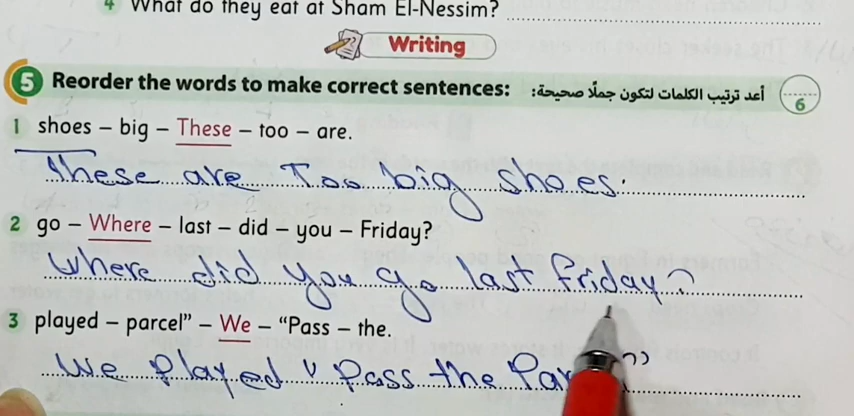 4 What do they eat at Sham El-Nessim?
Writing
5 Reorder the words to make correct sentences: أعد ترتيب الكلمات لتكون جملًا صحيحة:
6
1 shoes – big – These – too – are.
These are Too big shoes.
2 go – Where – last – did – you – Friday?
Where did you go last friday?
3 played – parcel” – We – “Pass – the.
We Played " Pass the